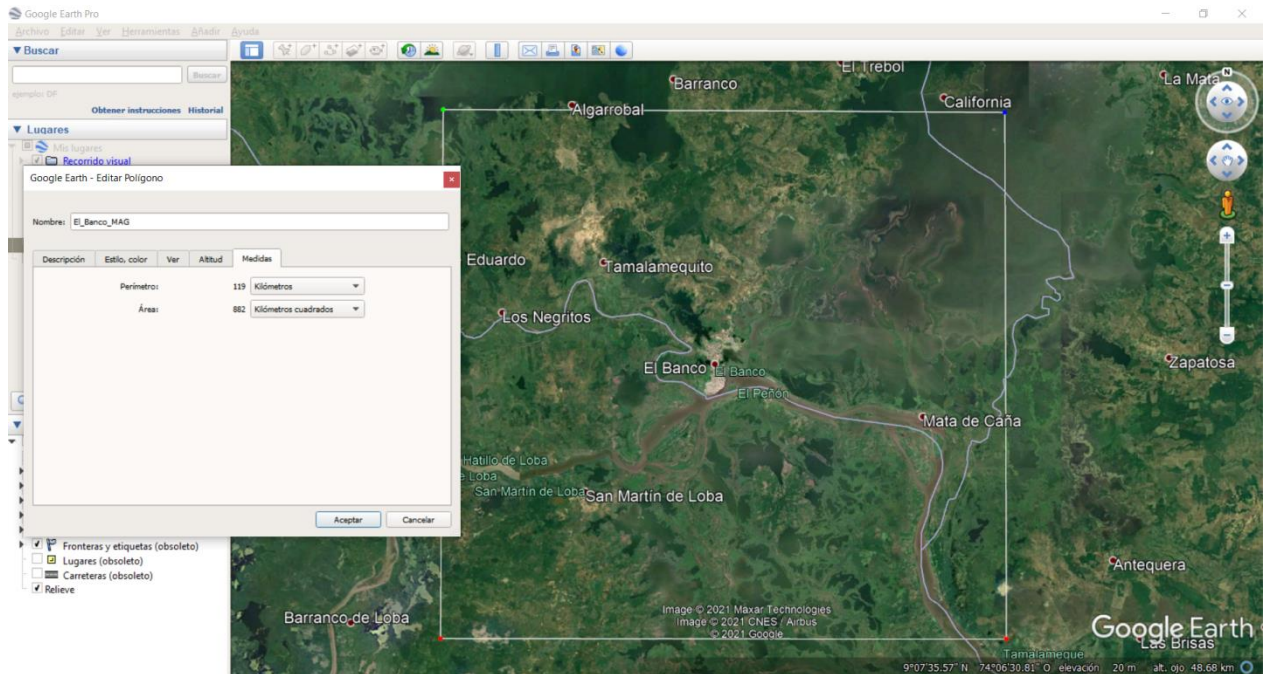 Google Earth Pro
Archivo Editar Ver Herramientas Añadir Ayuda
Buscar
Buscar
ejemplo: DF
Obtener instrucciones Historial
Lugares
Mis lugares
Recorrido visual
Google Earth - Editar Polígono
Nombre: El_Banco_MAG
Descripción Estilo, color Ver Altitud Medidas
Perímetro: 119 Kilómetros
Área: 882 Kilómetros cuadrados
Aceptar Cancelar
Fronteras y etiquetas (obsoleto)
Lugares (obsoleto)
Carreteras (obsoleto)
Relieve
El Trebol
Barranco
La Mata
N
California
Algarrobal
Eduardo
Tamalamequito
Los Negritos
El Banco
El Banco
Zapatosa
El Peñón
Mata de Caña
Hatillo de Loba
e Loba
San Martin de Loba
San Martín de Loba
Antequera
Barranco de Loba
Image © 2021 Maxar Technologies
Image © 2021 CNES / Airbus
© 2021 Google
Google Earth
Las Brisas
Tamalameque
9°07'35.57" N 74°06'30.81" O elevación 20 m alt. ojo 48.68 km